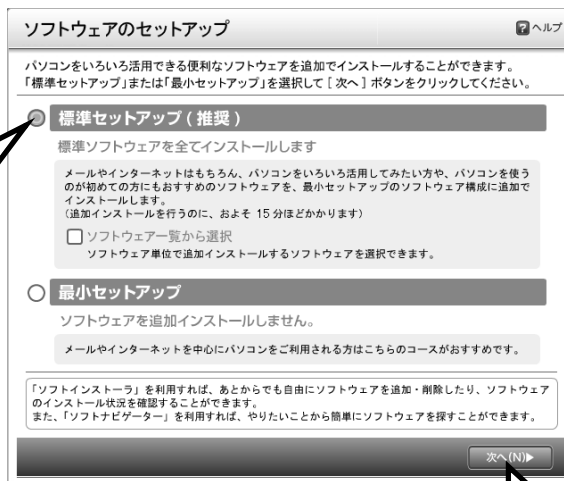 ソフトウェアのセットアップ
?ヘルプ
パソコンをいろいろ活用できる便利なソフトウェアを追加でインストールすることができます。
「標準セットアップ」または「最小セットアップ」を選択して [ 次へ ] ボタンをクリックしてください。
標準セットアップ ( 推奨 )
標準ソフトウェアを全てインストールします
メールやインターネットはもちろん、パソコンをいろいろ活用してみたい方や、パソコンを使う
のが初めての方にもおすすめのソフトウェアを、最小セットアップのソフトウェア構成に追加で
インストールします。
(追加インストールを行うのに、およそ 15 分ほどかかります)
ソフトウェア一覧から選択
ソフトウェア単位で追加インストールするソフトウェアを選択できます。
最小セットアップ
ソフトウェアを追加インストールしません。
メールやインターネットを中心にパソコンをご利用される方はこちらのコースがおすすめです。
「ソフトインストーラ」を利用すれば、あとからでも自由にソフトウェアを追加・削除したり、ソフトウェア
のインストール状況を確認することができます。
また、「ソフトナビゲーター」を利用すれば、やりたいことから簡単にソフトウェアを探すことができます。
次へ(N)▶